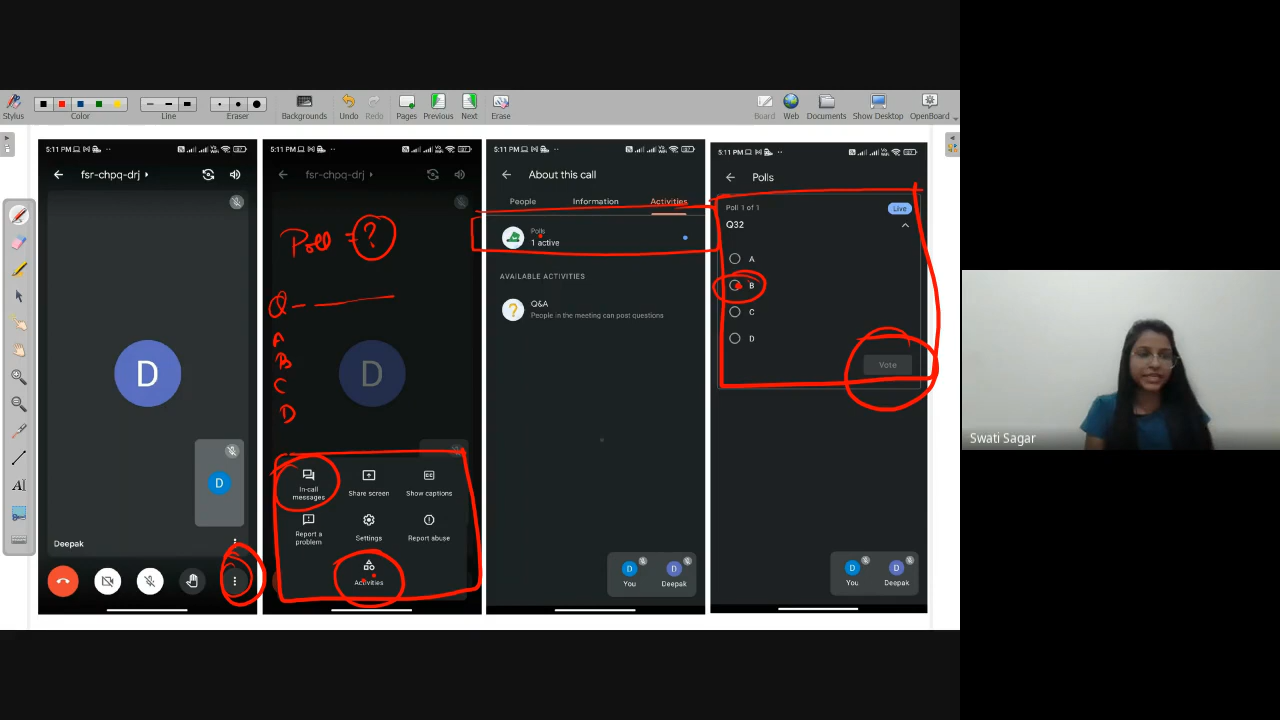 Stylus
Color
Line
Eraser
Backgrounds
Undo
Redo
Pages
Previous
Next
Erase
Board
Web
Documents
Show Desktop
OpenBoard
5:11 PM
fsr-chpq-drj
D
D
Deepak
5:11 PM
fsr-chpq-drj
Poll = ?
Q -
A
B
C
D
D
In-call
messages
Share screen
Show captions
Report a
problem
Settings
Report abuse
Activities
5:11 PM
About this call
People
Information
Activities
Polls
1 active
AVAILABLE ACTIVITIES
Q&A
People in the meeting can post questions
D
You
D
Deepak
5:11 PM
Polls
Poll 1 of 1
Live
Q32
A
B
C
D
Vote
D
You
D
Deepak
Swati Sagar